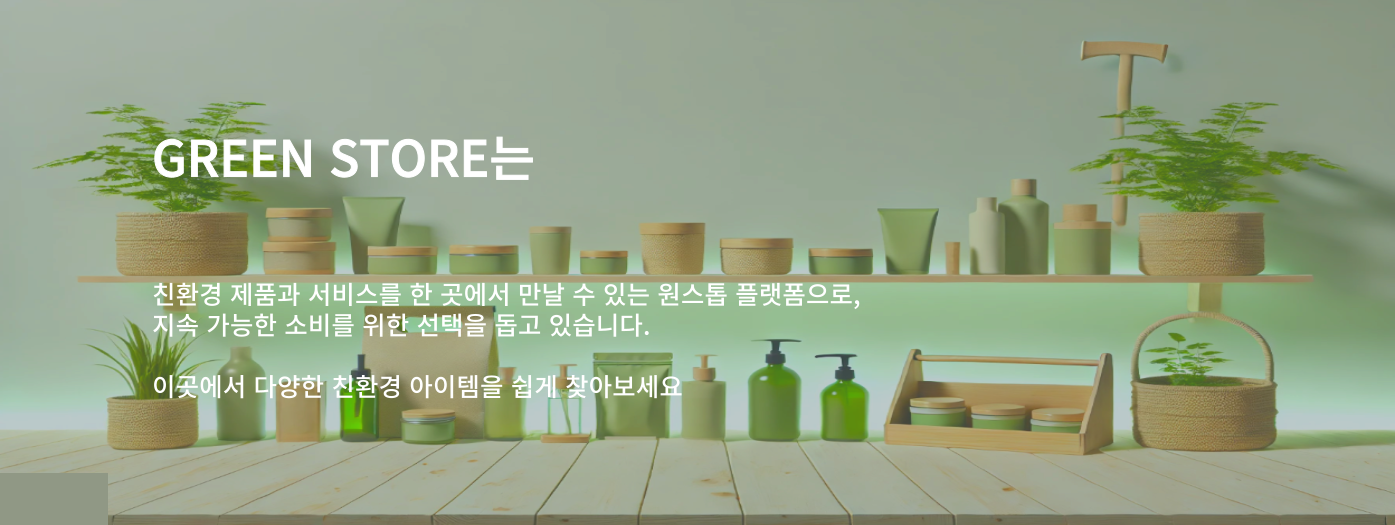 GREEN STORE는
친환경 제품과 서비스를 한 곳에서 만날 수 있는 원스톱 플랫폼으로,
지속 가능한 소비를 위한 선택을 돕고 있습니다.
이곳에서 다양한 친환경 아이템을 쉽게 찾아보세요